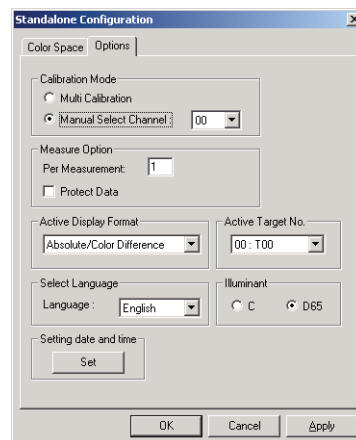 Standalone Configuration
Color Space Options
Calibration Mode
Multi Calibration
Manual Select Channel : 00
Measure Option
Per Measurement: 1
Protect Data
Active Display Format
Absolute/Color Difference
Active Target No.
00 : T00
Select Language
Language : English
Illuminant
C D65
Setting date and time
Set
OK Cancel Apply